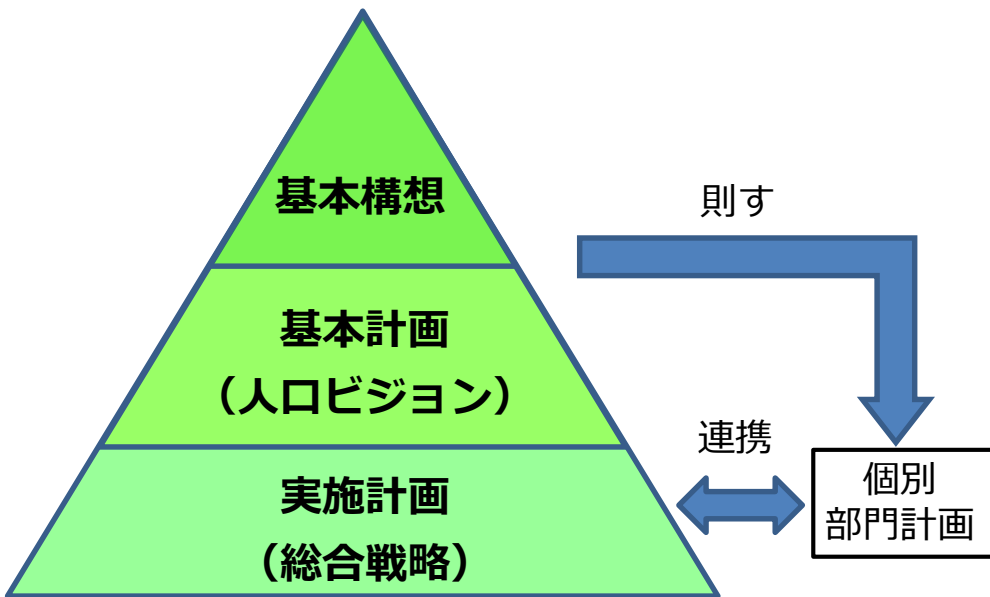 基本構想
則す
基本計画
（人口ビジョン）
連携
個別
部門計画
実施計画
（総合戦略）